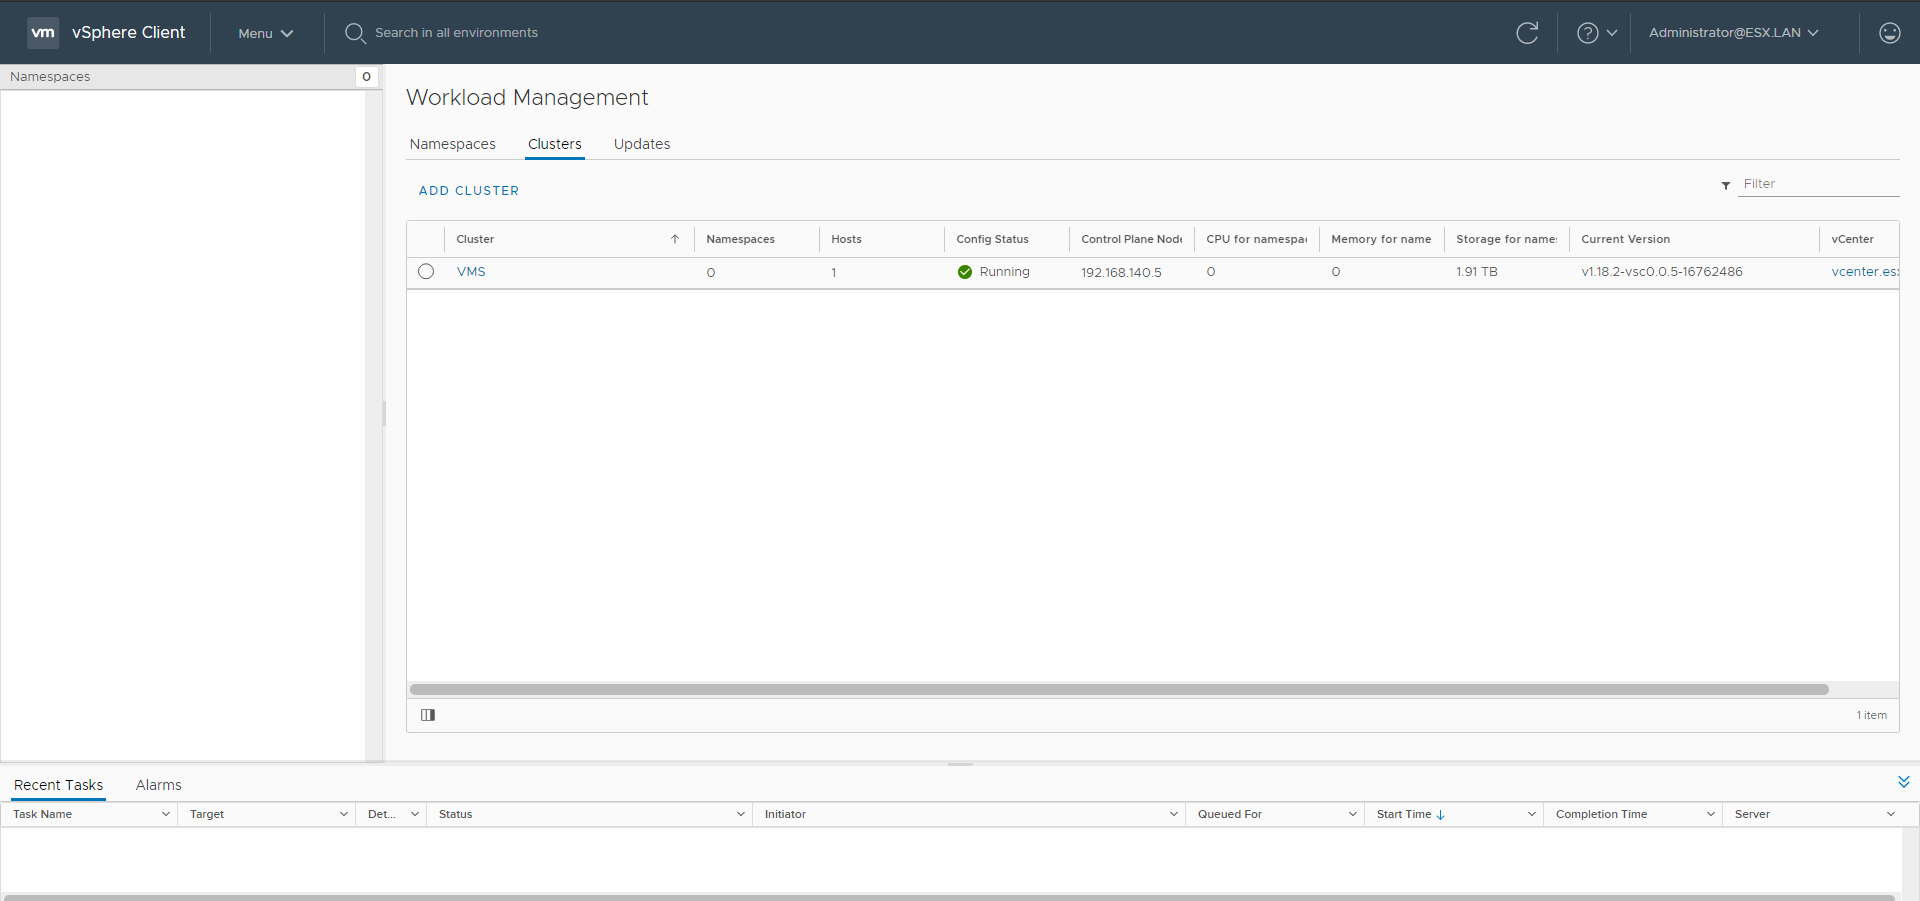 vm vSphere Client Menu Search in all environments Administrator@ESX.LAN
Namespaces 0
Workload Management
Namespaces Clusters Updates
ADD CLUSTER Filter
Cluster Namespaces Hosts Config Status Control Plane Node CPU for namespa Memory for name Storage for name Current Version vCenter
VMS 0 1 Running 192.168.140.5 0 0 1.91 TB v1.18.2-vsc0.0.5-16762486 vcenter.es
1 item
Recent Tasks Alarms
Task Name Target Det... Status Initiator Queued For Start Time Completion Time Server